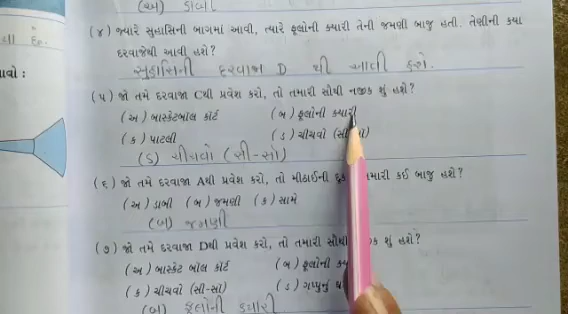 (અ) ડાબી
(૪) જ્યારે સુહાસિની બાગમાં આવી, ત્યારે ફૂલોની ક્યારી તેની જમણી બાજુ હતી. તેણીની કયા
દરવાજેથી આવી હશે?
સુહાસિની દરવાજા D થી આવી હશે.
(૫) જો તમે દરવાજા Cથી પ્રવેશ કરો, તો તમારી સૌથી નજીક શું હશે?
(અ) બાસ્કેટબૉલ કૉર્ટ (બ) ફૂલોની ક્યારી
(ક) પાટલી (ડ) ચીચવો (સી-સૉ)
(ડ) ચીચવો (સી-સૉ)
(૬) જો તમે દરવાજા Aથી પ્રવેશ કરો, તો મીઠાઈની તમારી કઈ બાજુ હશે?
(અ) ડાબી (બ) જમણી (ક) સામે
(બ) જમણી
(૭) જો તમે દરવાજા Dથી પ્રવેશ કરો, તો તમારી સૌથી શું હશે?
(અ) બાસ્કેટ બૉલ કૉર્ટ (બ) ફૂલોની
(ક) ચીચવો (સી-સૉ) (ડ) ગપ્પુનું
(બ) ફૂલોની ક્યારી